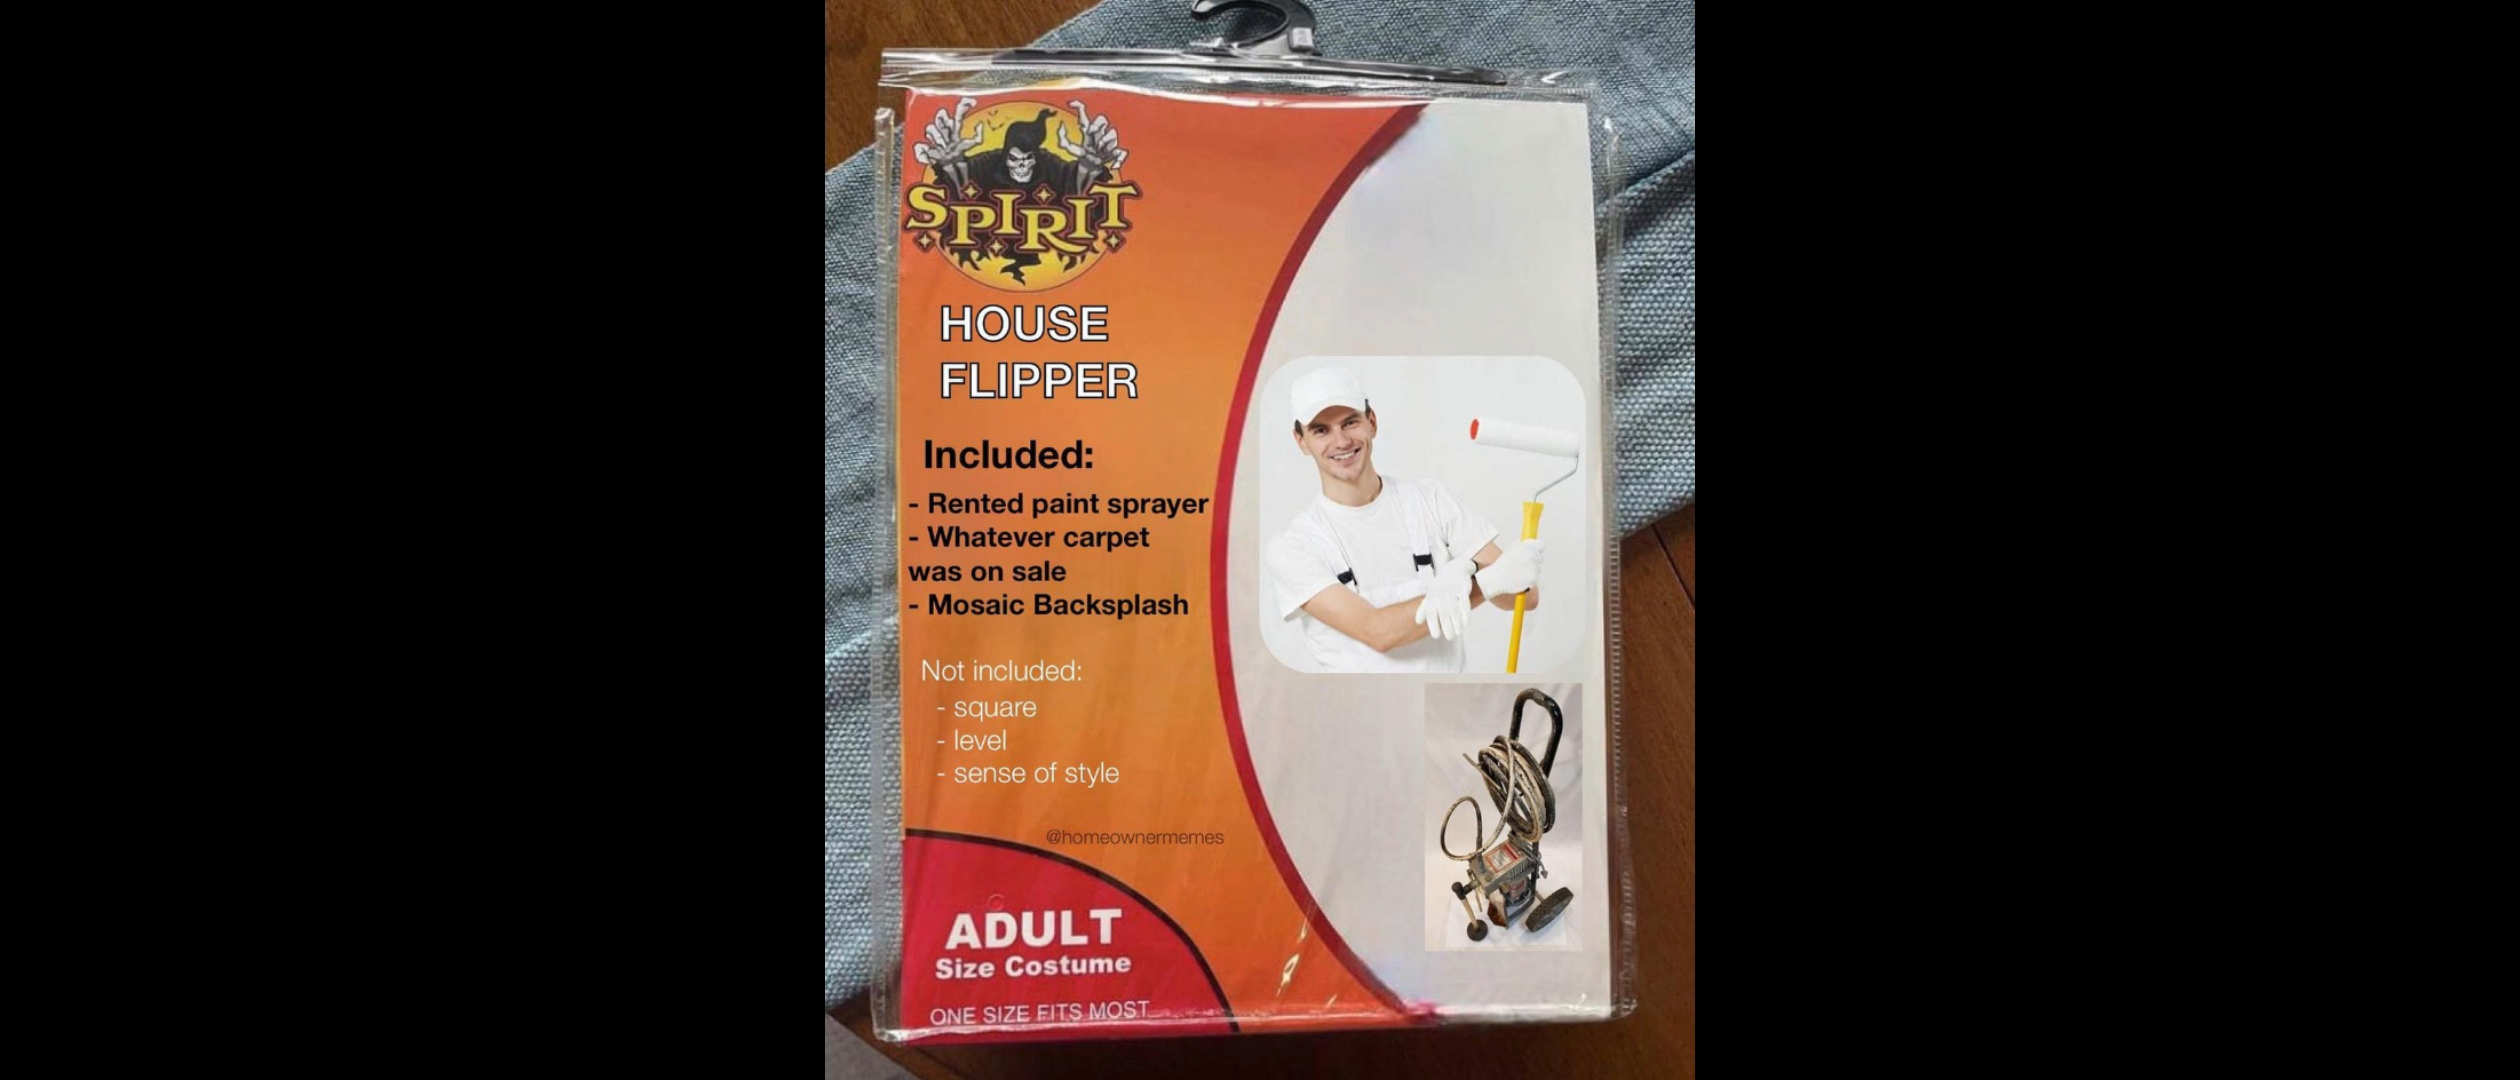 SPIRIT
HOUSE
FLIPPER
Included:
- Rented paint sprayer
- Whatever carpet
was on sale
- Mosaic Backsplash
Not included:
- square
- level
- sense of style
@homeownermemes
ADULT
Size Costume
ONE SIZE FITS MOST